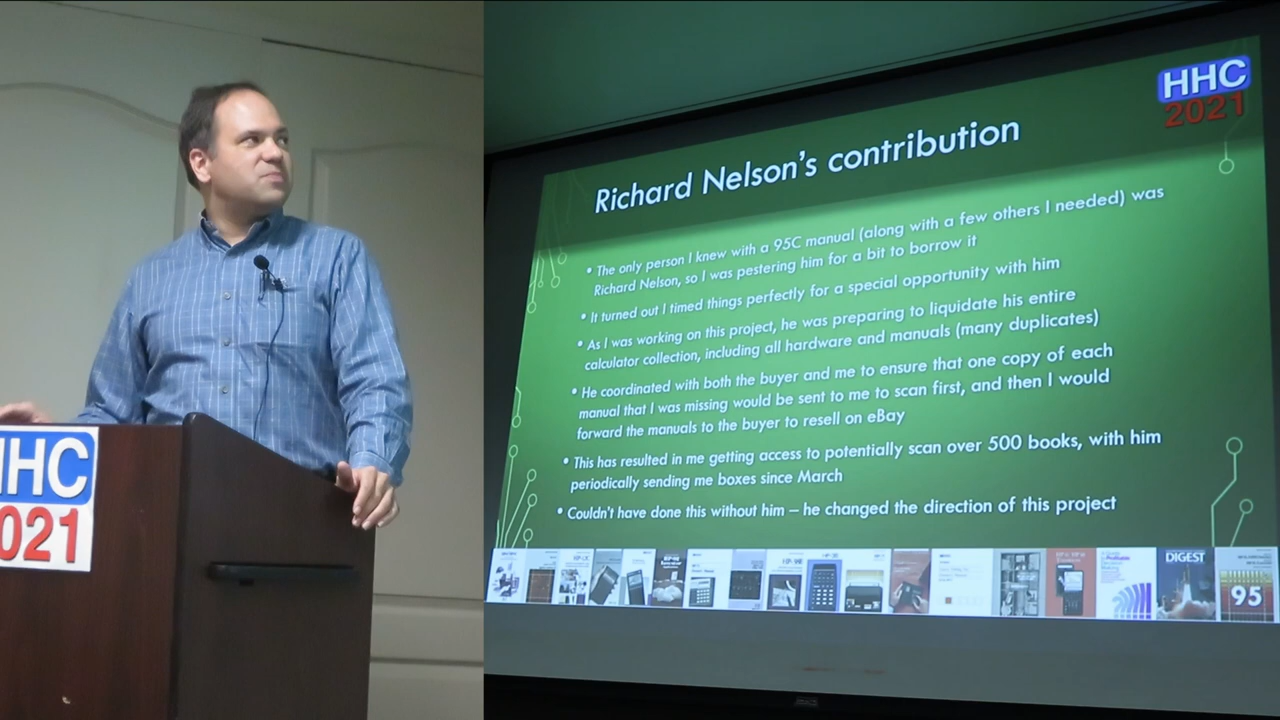 HHC
2021
HHC
2021
Richard Nelson's contribution
• The only person I knew with a 95C manual (along with a few others I needed) was
Richard Nelson, so I was pestering him for a bit to borrow it
• It turned out I timed things perfectly for a special opportunity with him
• As I was working on this project, he was preparing to liquidate his entire
calculator collection, including all hardware and manuals (many duplicates)
• He coordinated with both the buyer and me to ensure that one copy of each
manual that I was missing would be sent to me to scan first, and then I would
forward the manuals to the buyer to resell on eBay
• This has resulted in me getting access to potentially scan over 500 books, with him
periodically sending me boxes since March
• Couldn't have done this without him – he changed the direction of this project
DIGEST
95